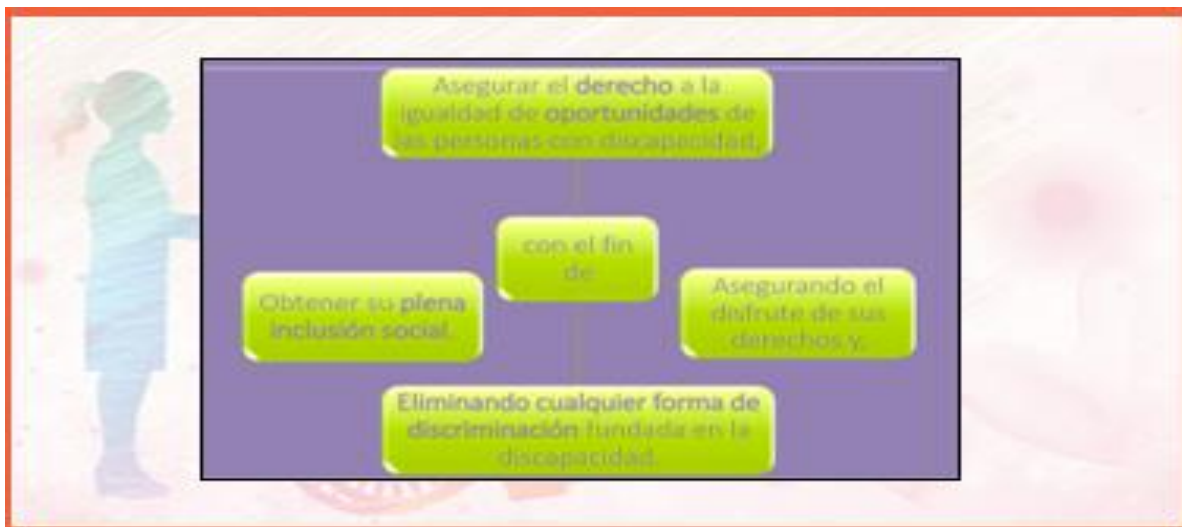 Asegurar el derecho a la
igualdad de oportunidades de
las personas con discapacidad,
con el fin
de
Obtener su plena
inclusión social.
Asegurando el
disfrute de sus
derechos y,
Eliminando cualquier forma de
discriminación fundada en la
discapacidad.